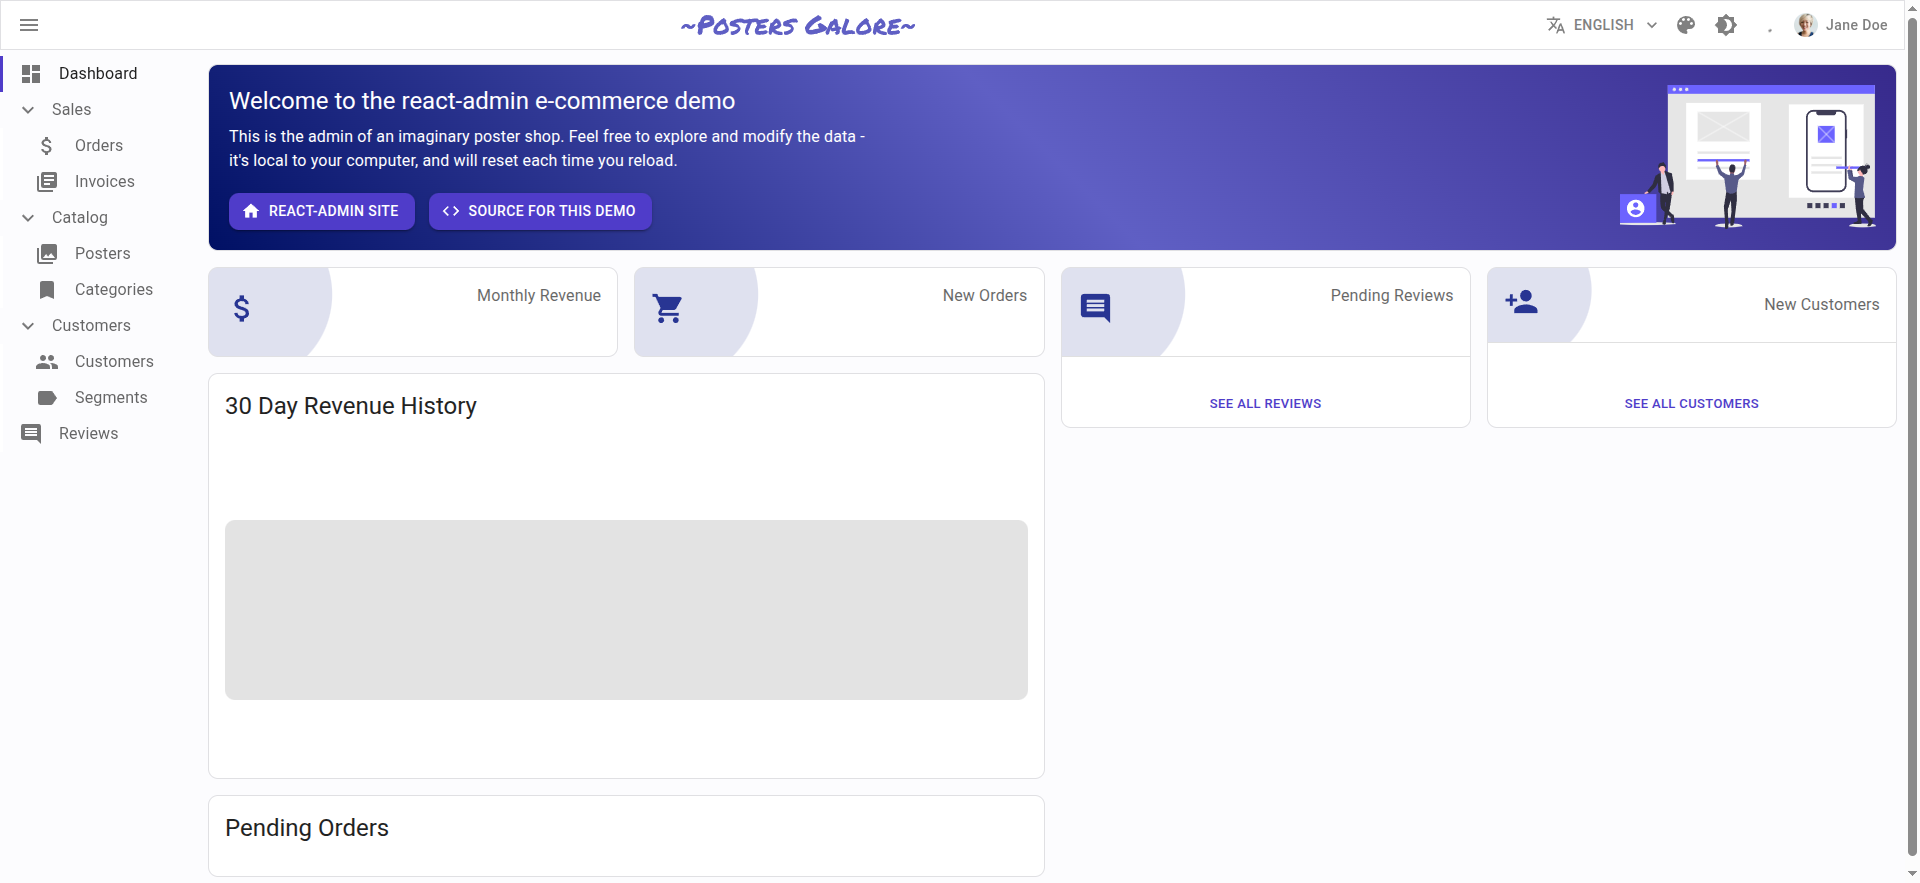 ~Posters Galore~
ENGLISH
Jane Doe
Dashboard
Sales
Orders
Invoices
Catalog
Posters
Categories
Customers
Customers
Segments
Reviews
Welcome to the react-admin e-commerce demo
This is the admin of an imaginary poster shop. Feel free to explore and modify the data -
it's local to your computer, and will reset each time you reload.
REACT-ADMIN SITE
SOURCE FOR THIS DEMO
Monthly Revenue
New Orders
Pending Reviews
New Customers
SEE ALL REVIEWS
SEE ALL CUSTOMERS
30 Day Revenue History
Pending Orders